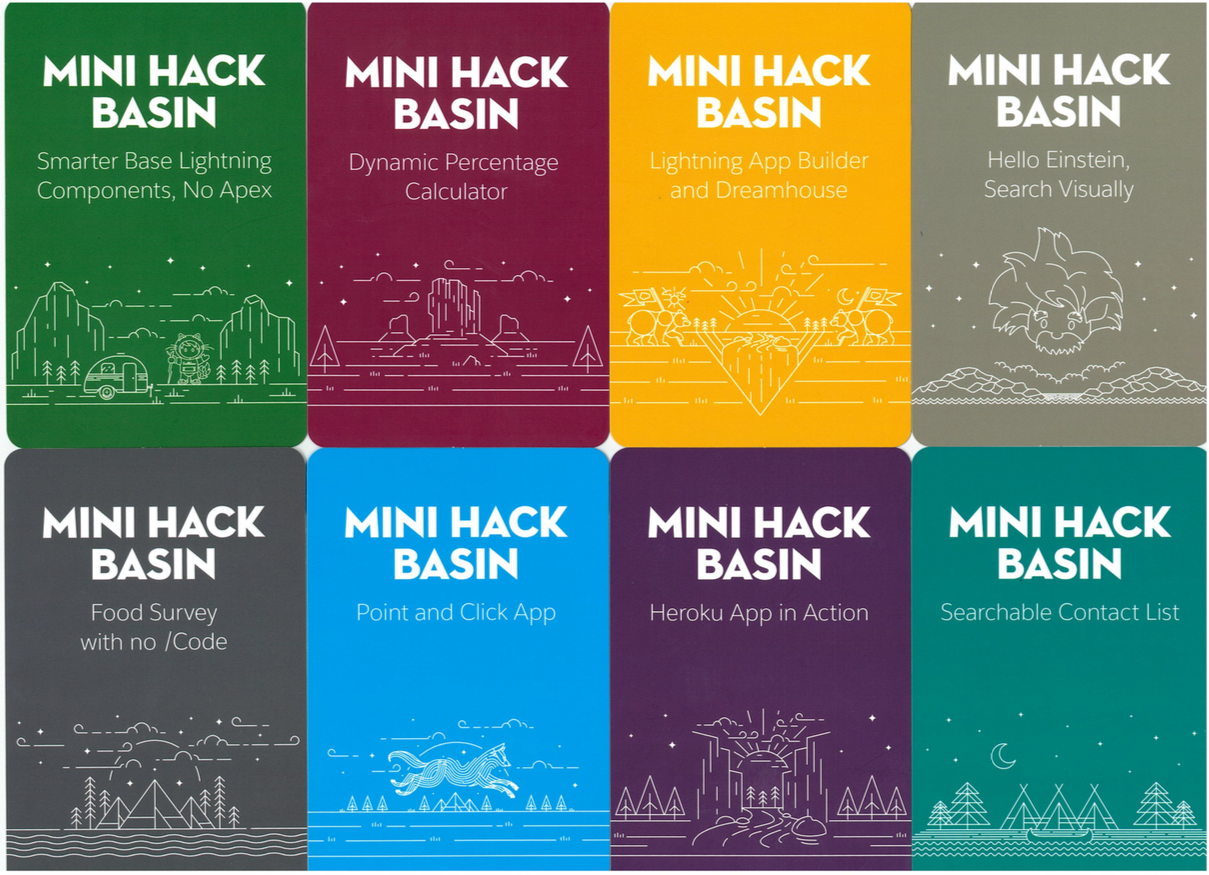 MINI HACK
BASIN
Smarter Base Lightning
Components, No Apex
MINI HACK
BASIN
Dynamic Percentage
Calculator
MINI HACK
BASIN
Lightning App Builder
and Dreamhouse
MINI HACK
BASIN
Hello Einstein,
Search Visually
MINI HACK
BASIN
Food Survey
with no /Code
MINI HACK
BASIN
Point and Click App
MINI HACK
BASIN
Heroku App in Action
MINI HACK
BASIN
Searchable Contact List